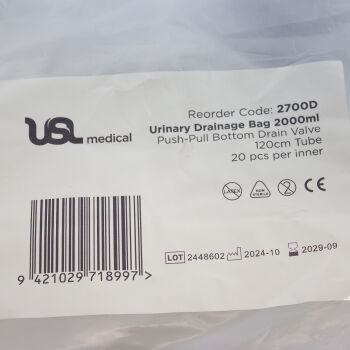 Reorder Code: 2700D
USL medical
Urinary Drainage Bag 2000ml
Push-Pull Bottom Drain Valve
120cm Tube
20 pcs per inner
LATEX
NON STERILE
2
CE
LOT 2448602 2024-10 2029-09
9 421029 718997 >